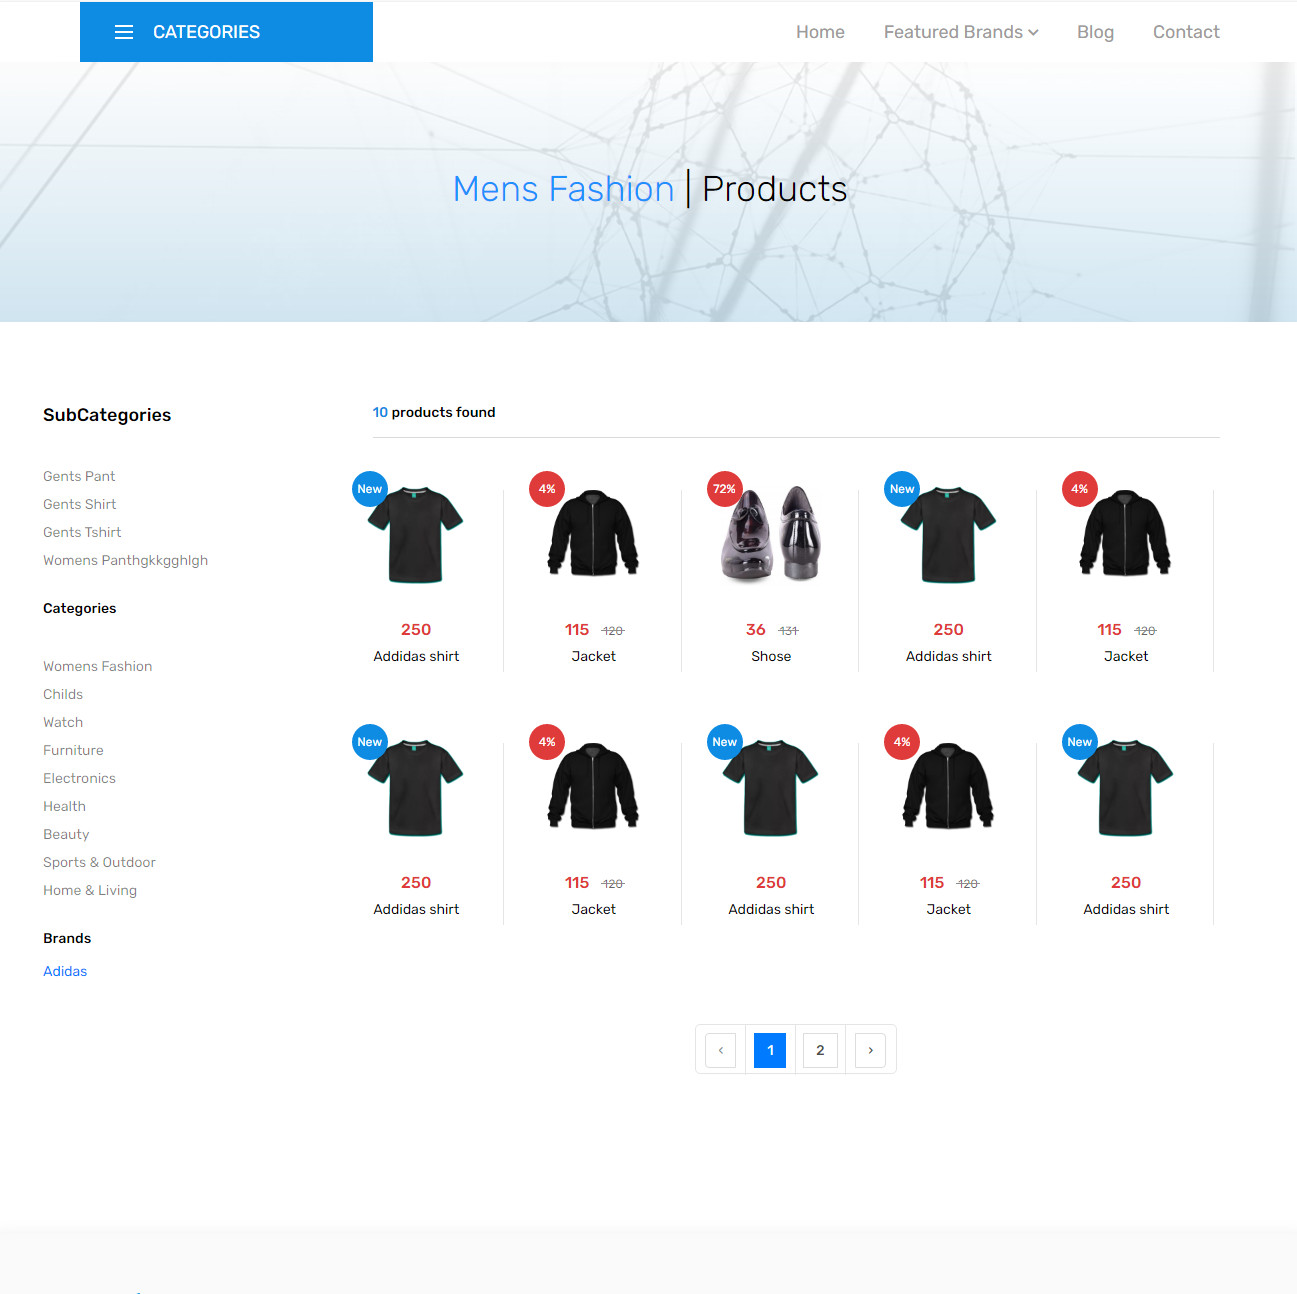 CATEGORIES
Home Featured Brands Blog Contact
Mens Fashion | Products
SubCategories
Gents Pant
Gents Shirt
Gents Tshirt
Womens Panthgkkgghlgh
Categories
Womens Fashion
Childs
Watch
Furniture
Electronics
Health
Beauty
Sports & Outdoor
Home & Living
Brands
Adidas
10 products found
New 4% 72% New 4%
250 115 120 36 131 250 115 120
Addidas shirt Jacket Shose Addidas shirt Jacket
New 4% New 4% New
250 115 120 250 115 120 250
Addidas shirt Jacket Addidas shirt Jacket Addidas shirt
‹ 1 2 ›